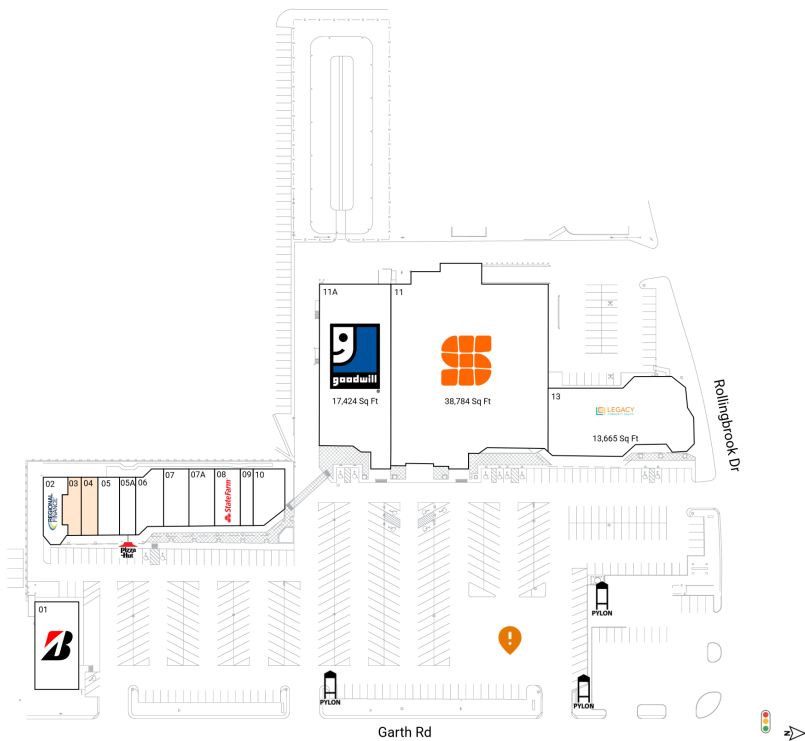 11A
11
goodwill
17,424 Sq Ft
38,784 Sq Ft
13
LEGACY
COMMUNITY HEALTH
13,665 Sq Ft
Rollingbrook Dr
02
03
04
05
05A
06
07
07A
08
09
10
REGIONAL
FINANCE
StateFarm
Pizza
Hut
01
B
PYLON
PYLON
PYLON
Garth Rd
N